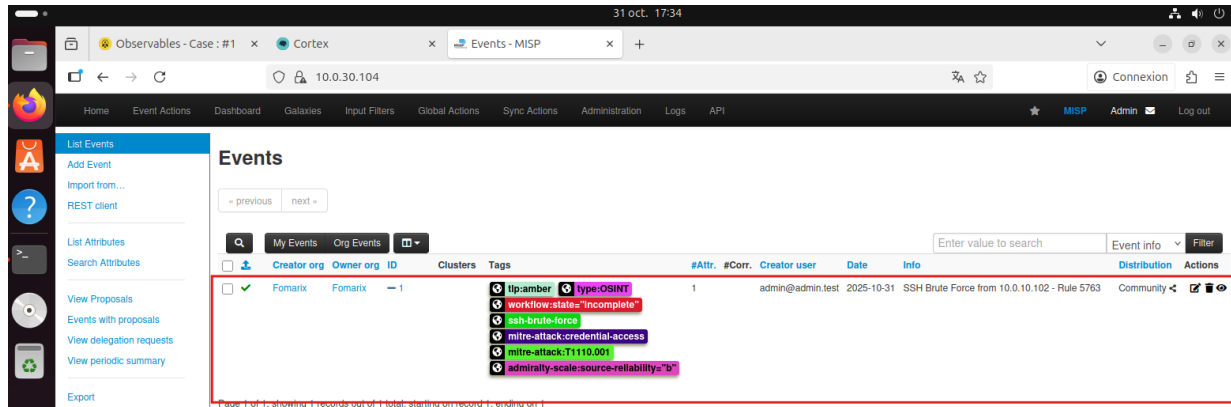 31 oct. 17:34
Observables - Case : #1 × Cortex × Events - MISP × +
10.0.30.104 Connexion
Home Event Actions Dashboard Galaxies Input Filters Global Actions Sync Actions Administration Logs API MISP Admin Log out
List Events
Add Event
Import from...
REST client
List Attributes
Search Attributes
View Proposals
Events with proposals
View delegation requests
View periodic summary
Export
Events
« previous next »
My Events Org Events Enter value to search Event info Filter
Creator org Owner org ID Clusters Tags #Attr. #Corr. Creator user Date Info Distribution Actions
Fomarix Fomarix 1 tlp:amber type:OSINT 1 admin@admin.test 2025-10-31 SSH Brute Force from 10.0.10.102 - Rule 5763 Community
workflow:state="incomplete"
ssh-brute-force
mitre-attack:credential-access
mitre-attack:T1110.001
admiralty-scale:source-reliability="b"
Page 1 of 1, showing 1 records out of 1 total, starting on record 1, ending on 1